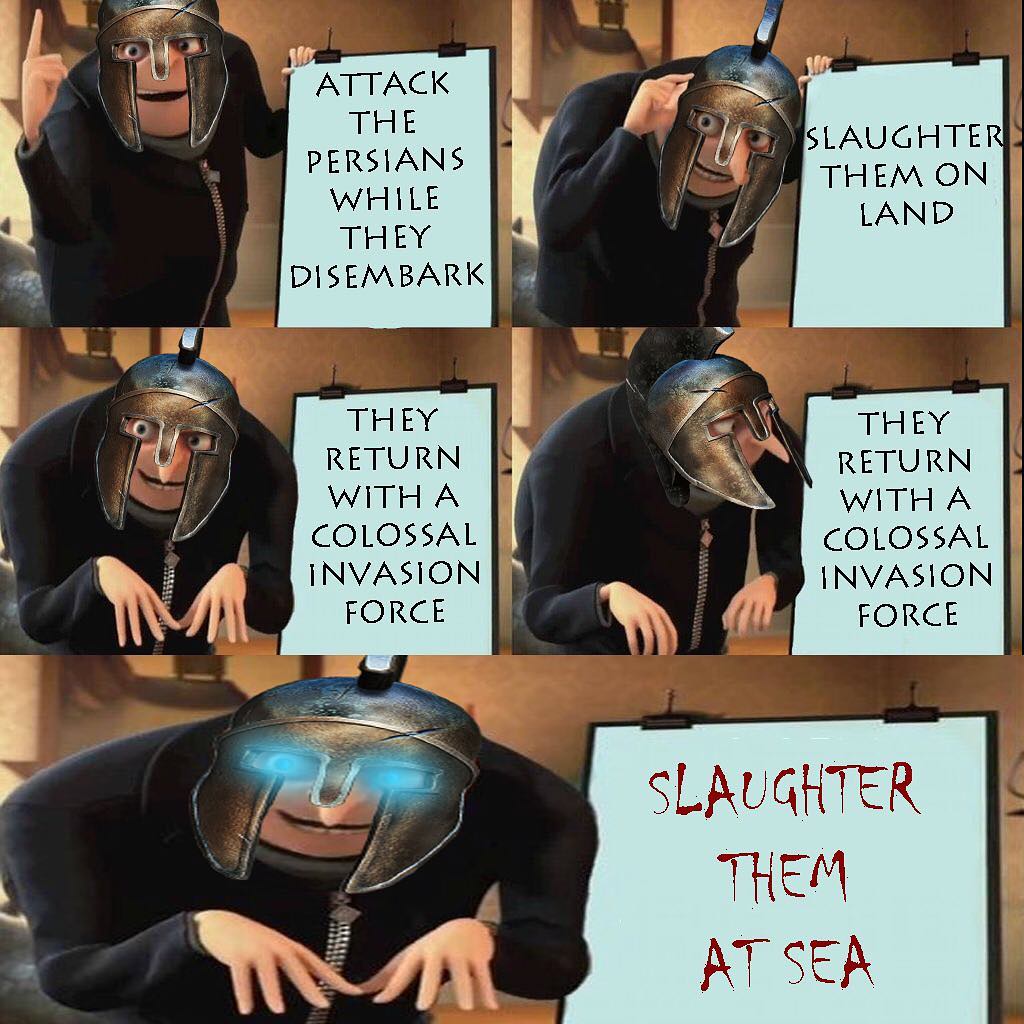 ATTACK
THE
PERSIANS
WHILE
THEY
DISEMBARK
SLAUGHTER
THEM ON
LAND
THEY
RETURN
WITH A
COLOSSAL
INVASION
FORCE
THEY
RETURN
WITH A
COLOSSAL
INVASION
FORCE
SLAUGHTER
THEM
AT SEA